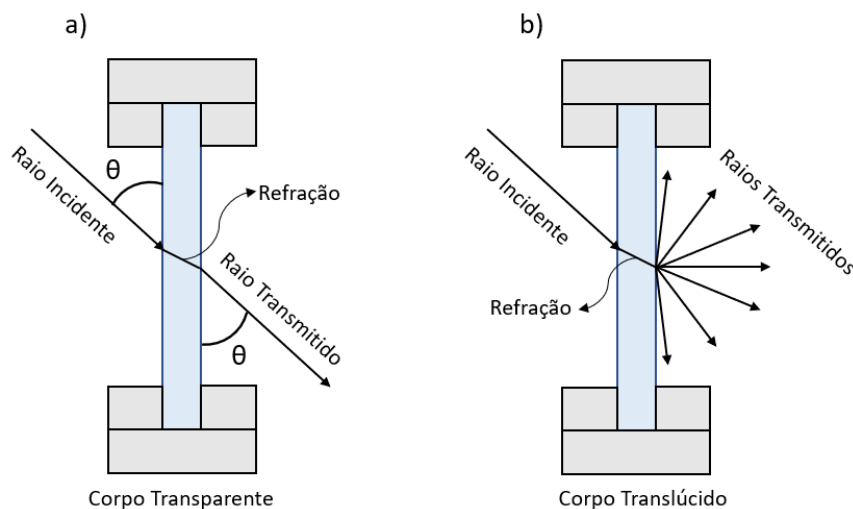 a)
θ
Raio Incidente
Refração
Raio Transmitido
θ
Corpo Transparente
b)
Raio Incidente
Raios Transmitidos
Refração
Corpo Translúcido